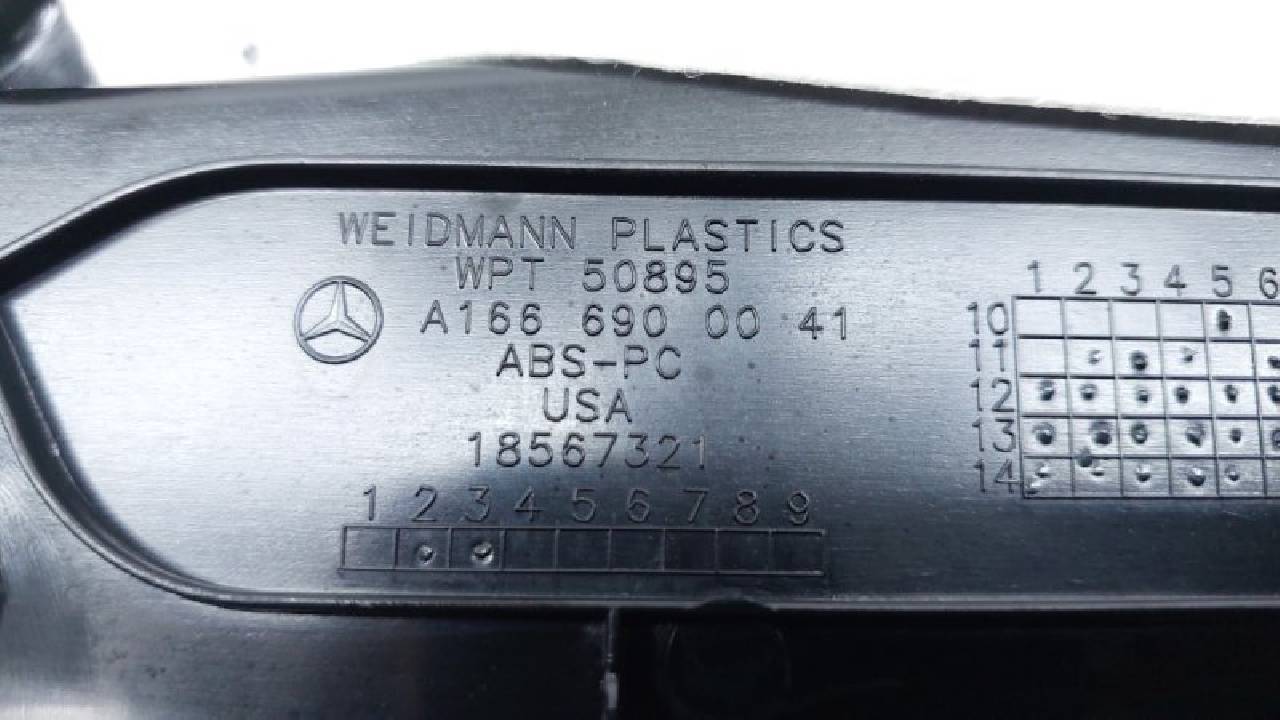 WEIDMANN PLASTICS
WPT 50895
A166 690 00 41
ABS-PC
USA
18567321
1 2 3 4 5 6 7 8 9
1 2 3 4 5 6
10
11
12
13
14